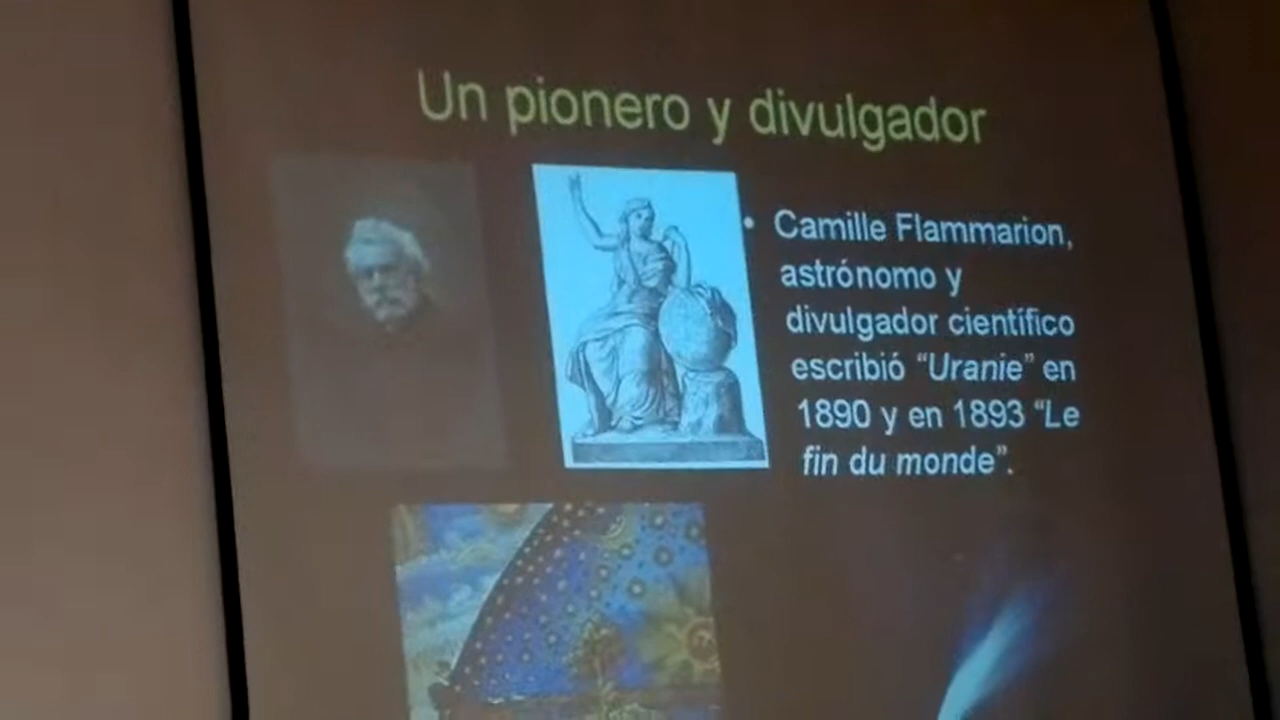 Un pionero y divulgador
• Camille Flammarion,
astrónomo y
divulgador científico
escribió “Uranie” en
1890 y en 1893 “Le
fin du monde”.